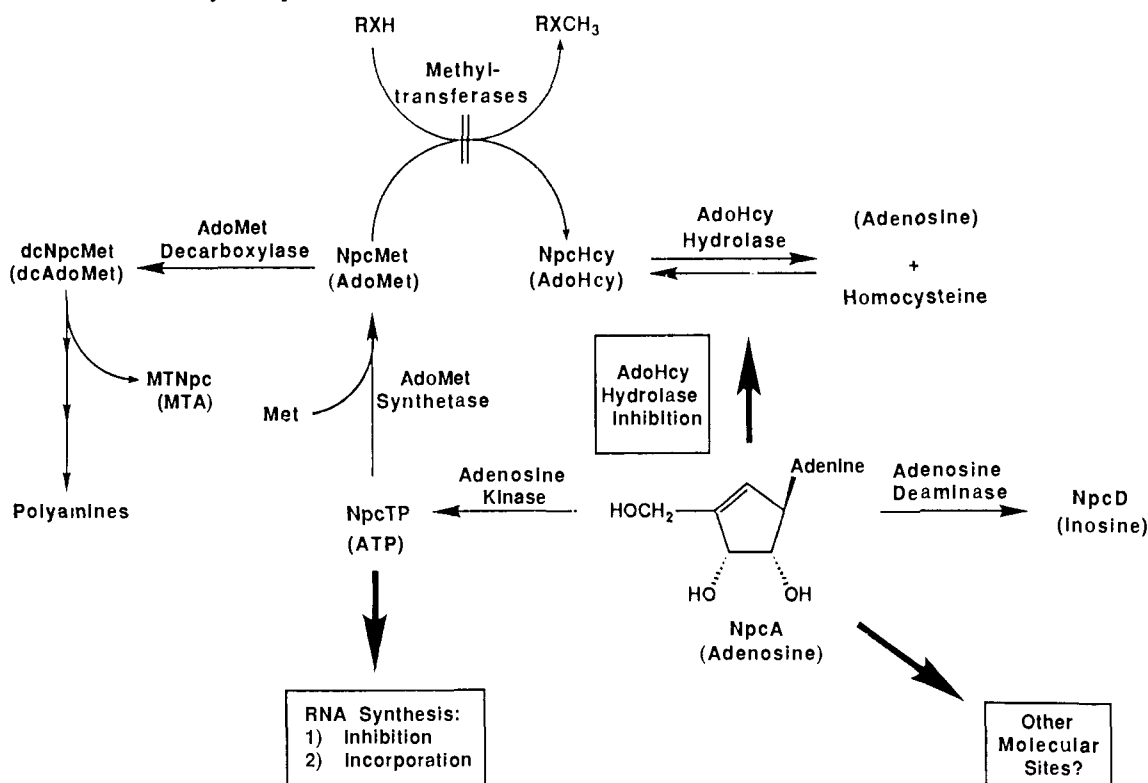 RXH
RXCH3
Methyl-
transferases
AdoMet
Decarboxylase
dcNpcMet
(dcAdoMet)
NpcMet
(AdoMet)
NpcHcy
(AdoHcy)
AdoHcy
Hydrolase
(Adenosine)
+
Homocysteine
MTNpc
(MTA)
Met
AdoMet
Synthetase
AdoHcy
Hydrolase
Inhibition
Polyamines
NpcTP
(ATP)
Adenosine
Kinase
HOCH2
Adenine
HO
OH
NpcA
(Adenosine)
Adenosine
Deaminase
NpcD
(Inosine)
RNA Synthesis:
1) Inhibition
2) Incorporation
Other
Molecular
Sites?